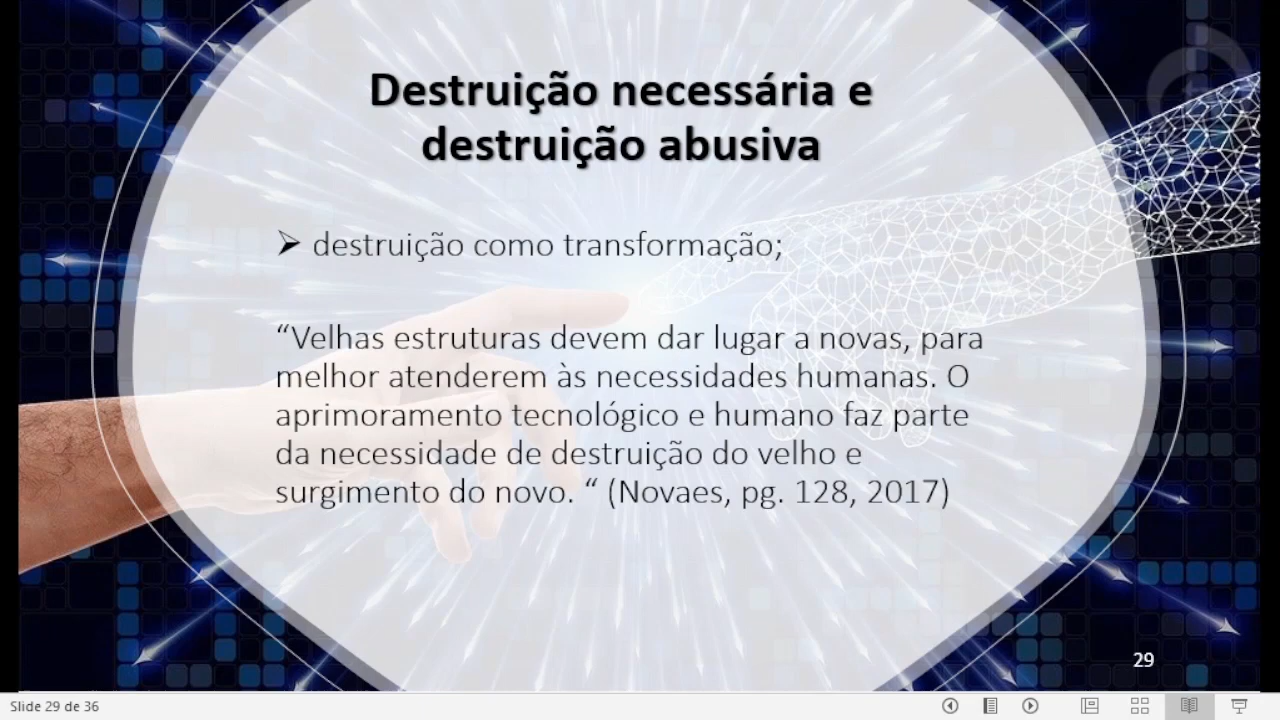 Destruição necessária e
destruição abusiva
➢ destruição como transformação;
“Velhas estruturas devem dar lugar a novas, para
melhor atenderem às necessidades humanas. O
aprimoramento tecnológico e humano faz parte
da necessidade de destruição do velho e
surgimento do novo. “ (Novaes, pg. 128, 2017)
29
Slide 29 de 36